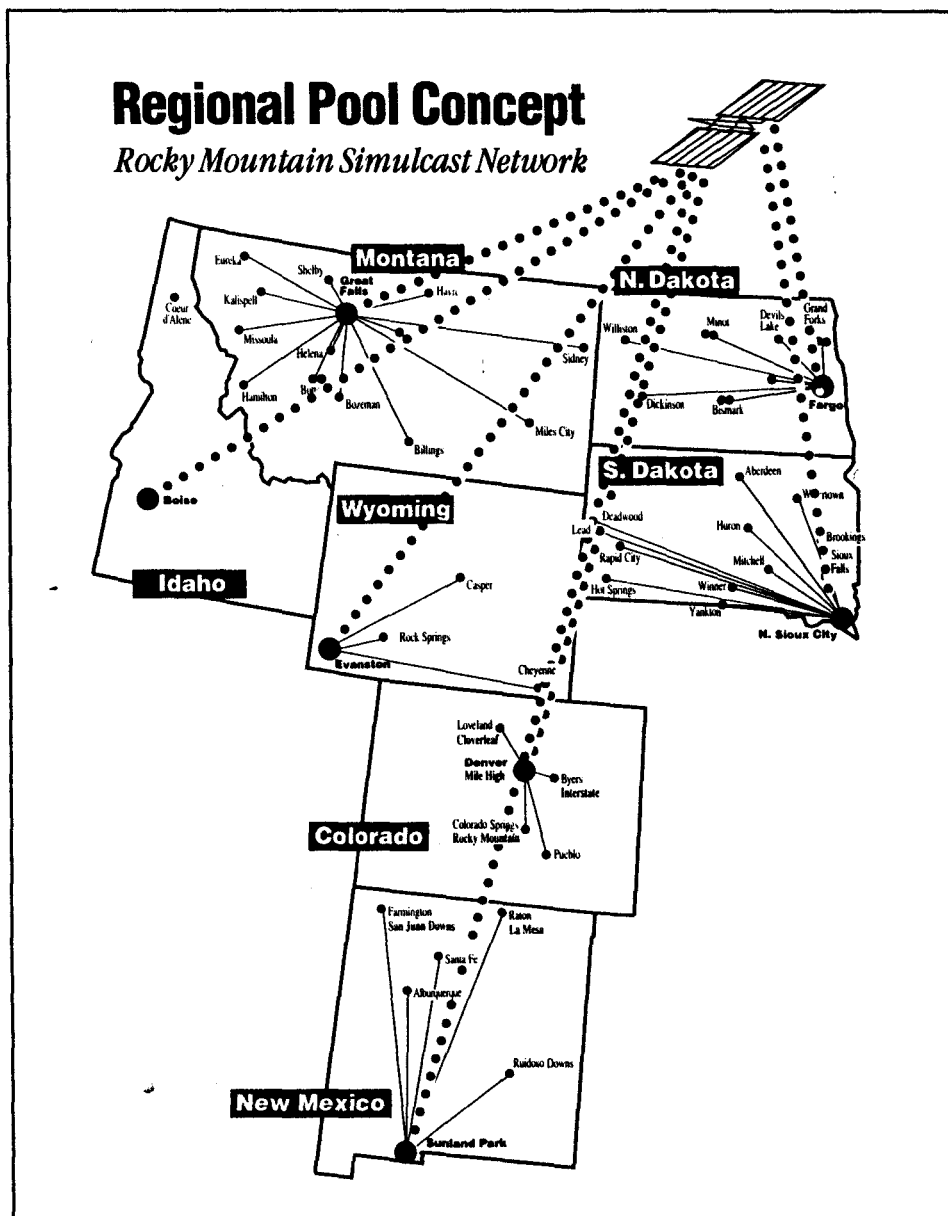 Regional Pool Concept
Rocky Mountain Simulcast Network
Montana
Eureka
Shelby
Great
Falls
Kalispell
Coeur
d'Alene
Missoula
Helena
Sidney
Hamilton
Bozeman
Miles City
Billings
Boise
Idaho
N. Dakota
Williston
Minot
Devils
Lake
Grand
Forks
Dickinson
Bismark
Fargo
S. Dakota
Aberdeen
Deadwood
Lead
Huron
Brookings
Rapid City
Mitchell
Sioux
Falls
Hot Springs
Winner
Yankton
N. Sioux City
Wyoming
Casper
Rock Springs
Evanston
Cheyenne
Loveland
Cloverleaf
Denver
Mile High
Byers
Interstate
Colorado Springs
Rocky Mountain
Colorado
Pueblo
Farmington
San Juan Downs
Raton
La Mesa
Santa Fe
Alburquerque
Ruidoso Downs
New Mexico
Sunland Park